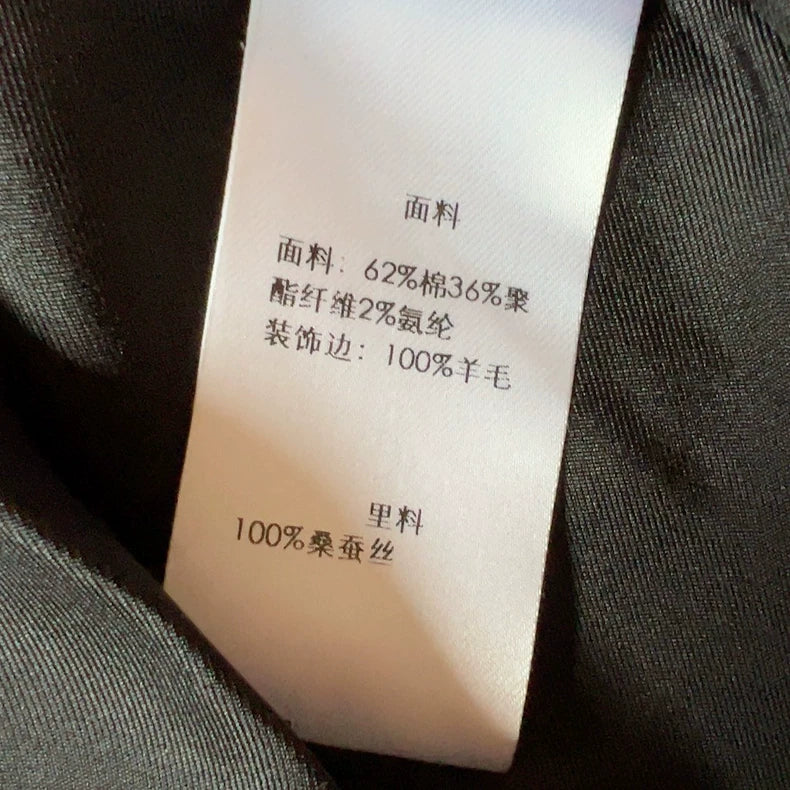 面料
面料：62%棉36%聚
酯纤维2%氨纶
装饰边：100%羊毛
里料
100%桑蚕丝